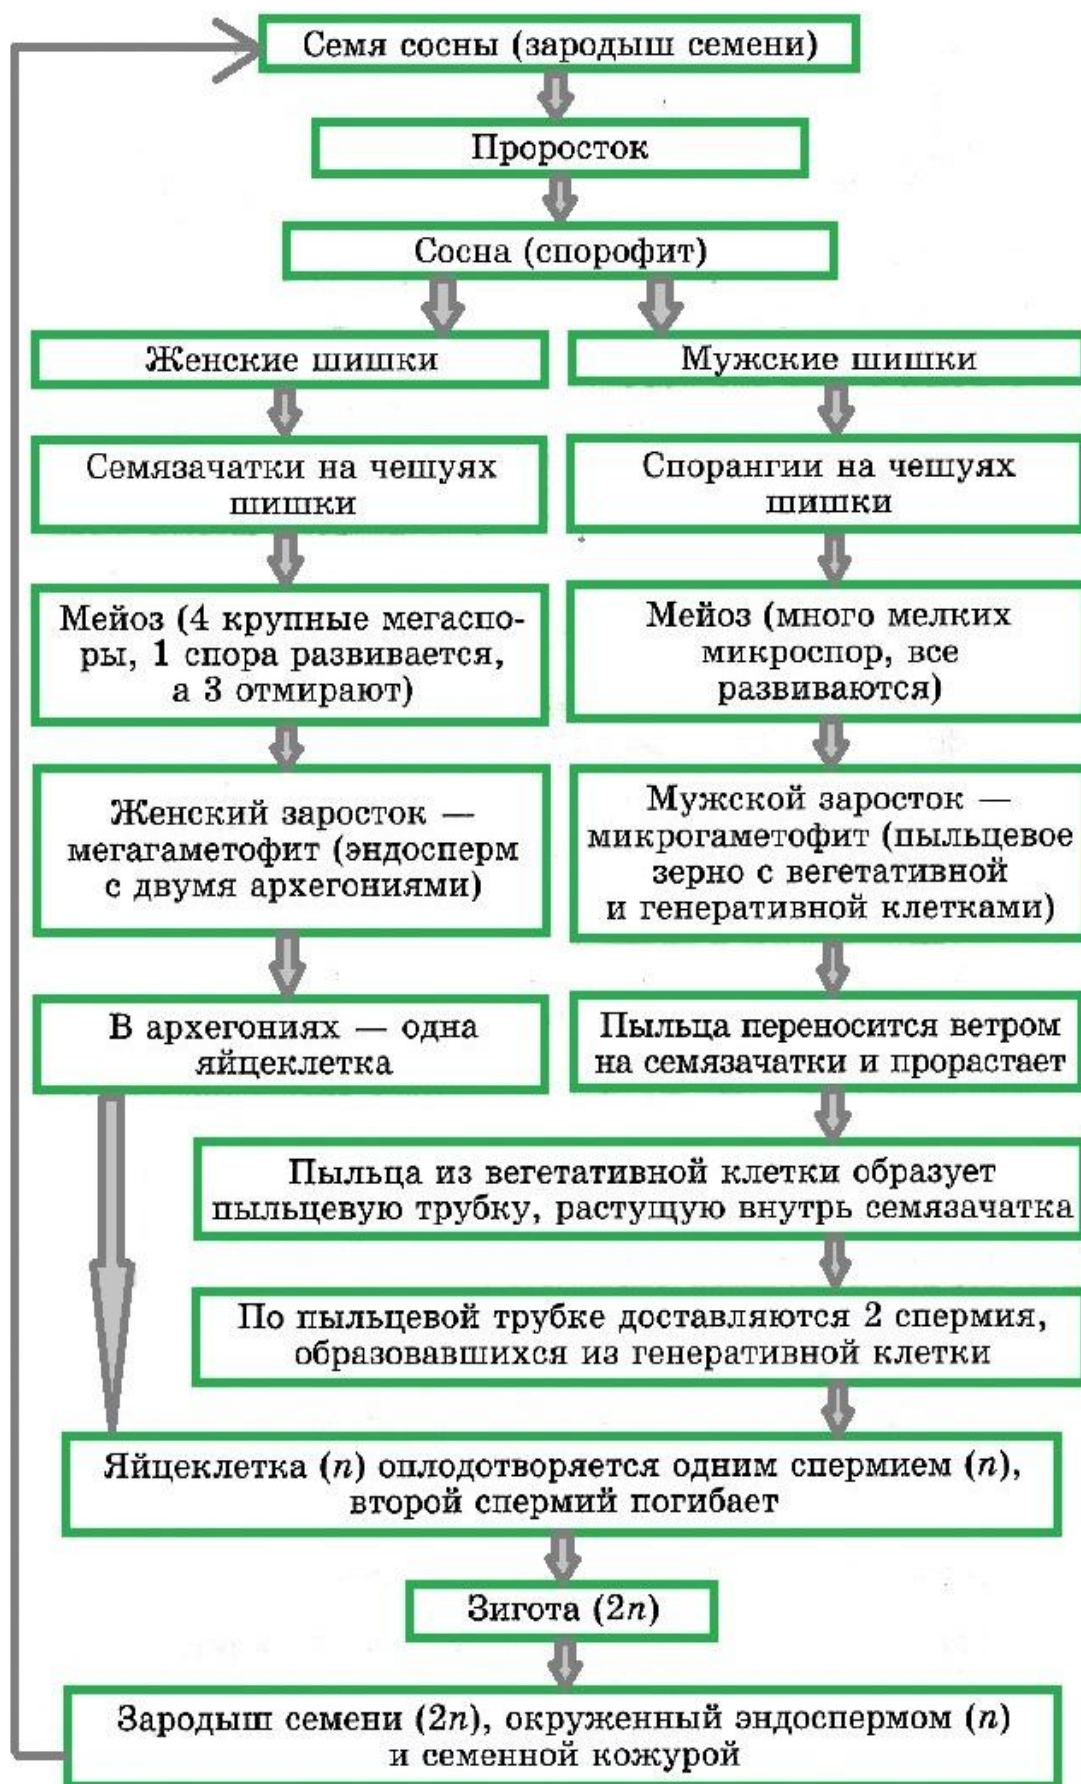 Семя сосны (зародыш семени)
Проросток
Сосна (спорофит)
Женские шишки
Мужские шишки
Семязачатки на чешуях
шишки
Спорангии на чешуях
шишки
Мейоз (4 крупные мегаспо-
ры, 1 спора развивается,
а 3 отмирают)
Мейоз (много мелких
микроспор, все
развиваются)
Женский заросток —
мегагаметофит (эндосперм
с двумя архегониями)
Мужской заросток —
микрогаметофит (пыльцевое
зерно с вегетативной
и генеративной клетками)
В архегониях — одна
яйцеклетка
Пыльца переносится ветром
на семязачатки и прорастает
Пыльца из вегетативной клетки образует
пыльцевую трубку, растущую внутрь семязачатка
По пыльцевой трубке доставляются 2 спермия,
образовавшихся из генеративной клетки
Яйцеклетка (n) оплодотворяется одним спермием (n),
второй спермий погибает
Зигота (2n)
Зародыш семени (2n), окруженный эндоспермом (n)
и семенной кожурой